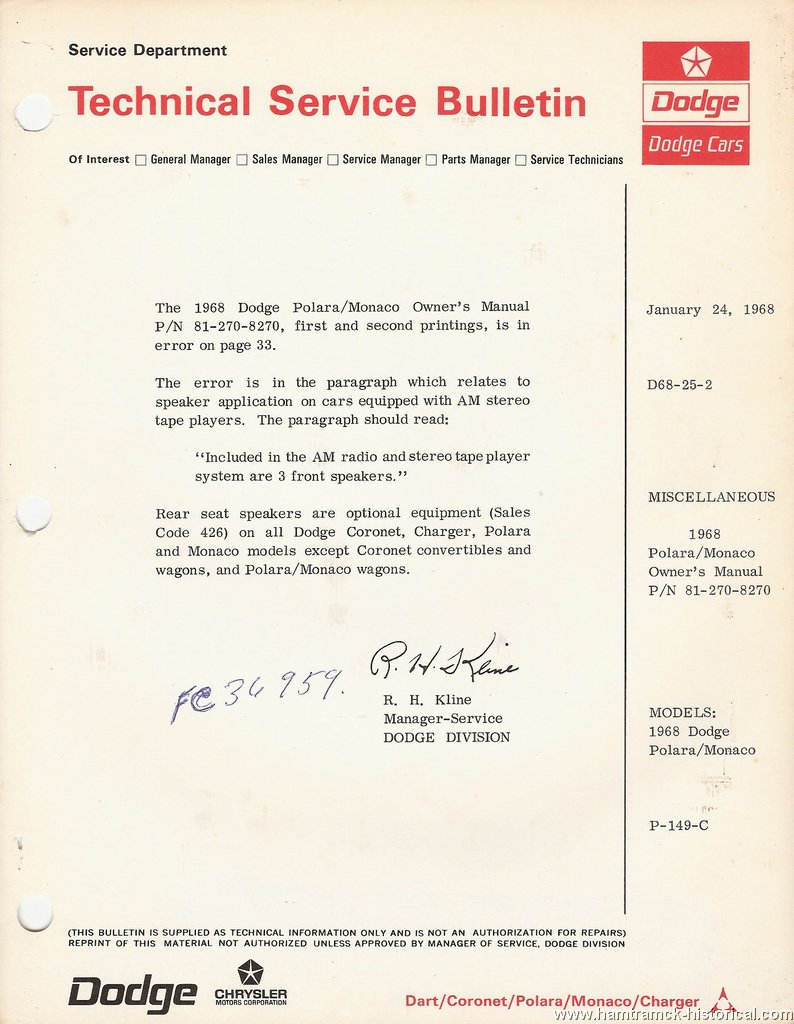 Service Department
Technical Service Bulletin
Dodge
Dodge Cars
Of Interest □ General Manager □ Sales Manager □ Service Manager □ Parts Manager □ Service Technicians
The 1968 Dodge Polara/Monaco Owner's Manual
P/N 81-270-8270, first and second printings, is in
error on page 33.
The error is in the paragraph which relates to
speaker application on cars equipped with AM stereo
tape players. The paragraph should read:
“Included in the AM radio and stereo tape player
system are 3 front speakers.”
Rear seat speakers are optional equipment (Sales
Code 426) on all Dodge Coronet, Charger, Polara
and Monaco models except Coronet convertibles and
wagons, and Polara/Monaco wagons.
R. H. Kline
FC 36959.
R. H. Kline
Manager-Service
DODGE DIVISION
January 24, 1968
D68-25-2
MISCELLANEOUS
1968
Polara/Monaco
Owner's Manual
P/N 81-270-8270
MODELS:
1968 Dodge
Polara/Monaco
P-149-C
(THIS BULLETIN IS SUPPLIED AS TECHNICAL INFORMATION ONLY AND IS NOT AN AUTHORIZATION FOR REPAIRS)
REPRINT OF THIS MATERIAL NOT AUTHORIZED UNLESS APPROVED BY MANAGER OF SERVICE, DODGE DIVISION
Dodge
CHRYSLER
MOTORS CORPORATION
Dart/Coronet/Polara/Monaco/Charger
www.hamtramck-historical.com